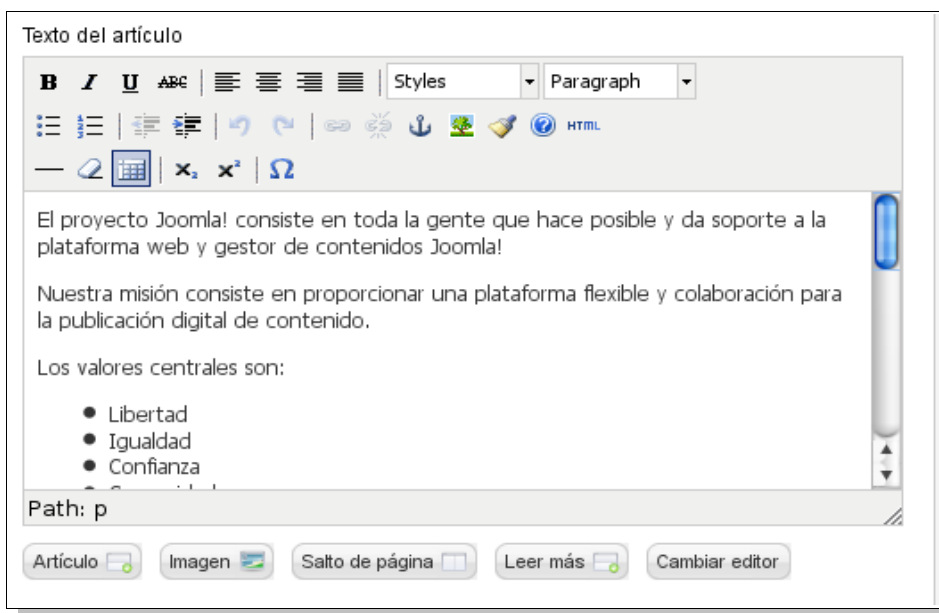 Texto del artículo
B I U ABC Styles Paragraph
HTML
x₂ x² Ω
El proyecto Joomla! consiste en toda la gente que hace posible y da soporte a la
plataforma web y gestor de contenidos Joomla!
Nuestra misión consiste en proporcionar una plataforma flexible y colaboración para
la publicación digital de contenido.
Los valores centrales son:
Libertad
Igualdad
Confianza
Path: p
Artículo Imagen Salto de página Leer más Cambiar editor